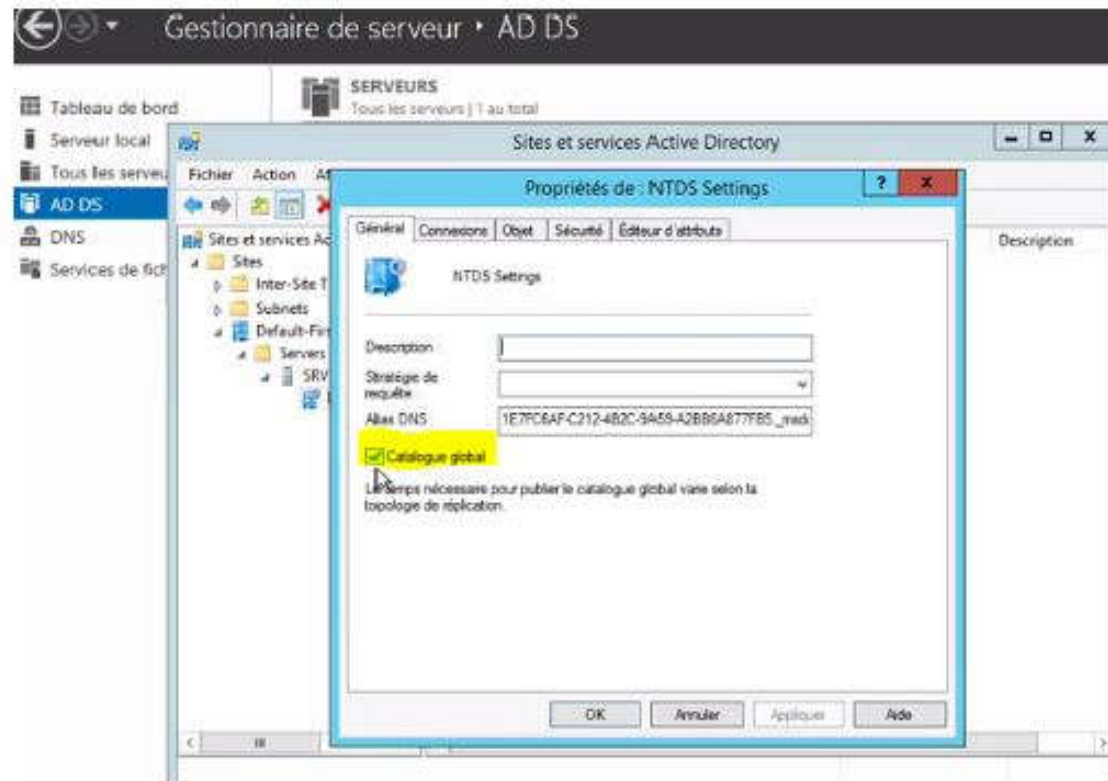 Gestionnaire de serveur • AD DS
Tableau de bord
Serveur local
Tous les serveu
AD DS
DNS
Services de fich
SERVEURS
Tous les serveurs | 1 au total
Sites et services Active Directory
Fichier Action Af
Sites et services Ac
Sites
Inter-Site T
Subnets
Default-Firs
Servers
SRV
Description
Propriétés de : NTDS Settings
Général Connexions Objet Sécurité Éditeur d'attributs
NTDS Settings
Description
Stratégie de
requête
Alias DNS
Catalogue global
Le temps nécessaire pour publier le catalogue global varie selon la
topologie de réplication.
OK Annuler Appliquer Aide